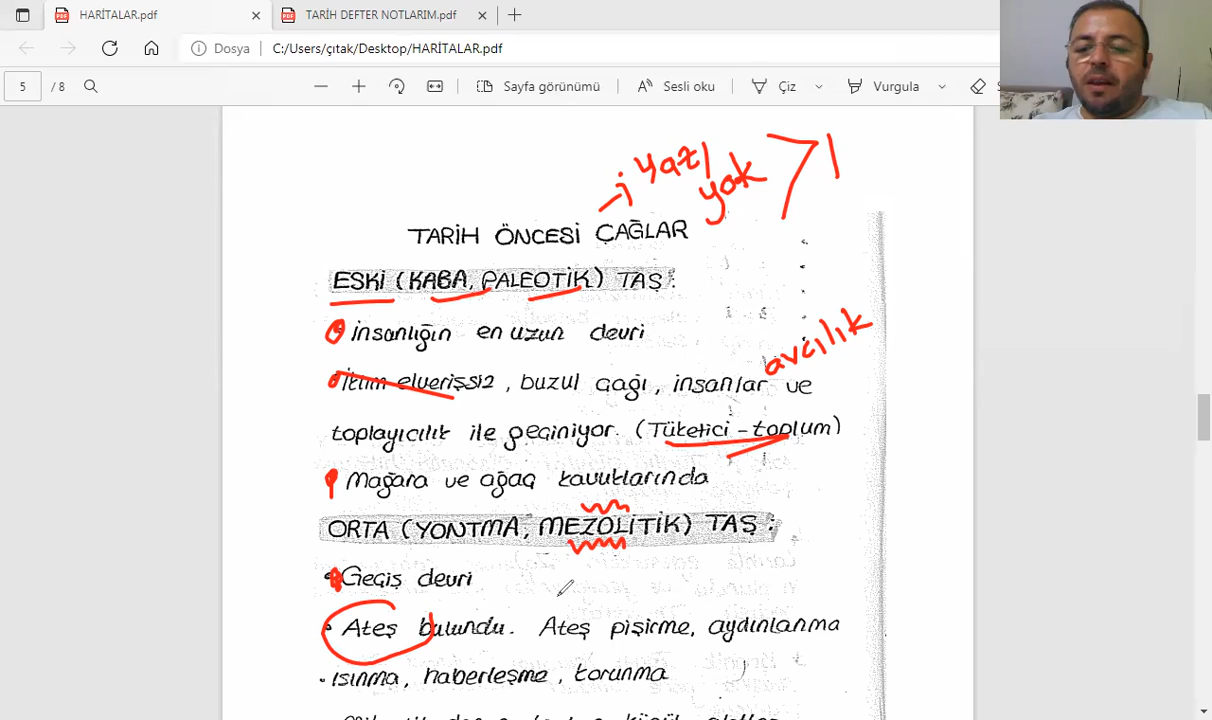 HARİTALAR.pdf
TARİH DEFTER NOTLARIM.pdf
Dosya
C:/Users/çıtak/Desktop/HARİTALAR.pdf
5 / 8
Sayfa görünümü
Sesli oku
Çiz
Vurgula
yazı
yok
TARİH ÖNCESİ ÇAĞLAR
ESKİ (KABA, PALEOTİK) TAŞ:
İnsanlığın en uzun devri
avcılık
İklim elverişsiz, buzul çağı, insanlar ve
toplayıcılık ile geçiniyor. (Tüketici - toplum)
Mağara ve ağaç kavuklarında
ORTA (YONTMA, MEZOLİTİK) TAŞ:
Geçiş devri
Ateş bulundu. Ateş pişirme, aydınlanma
ısınma, haberleşme, korunma